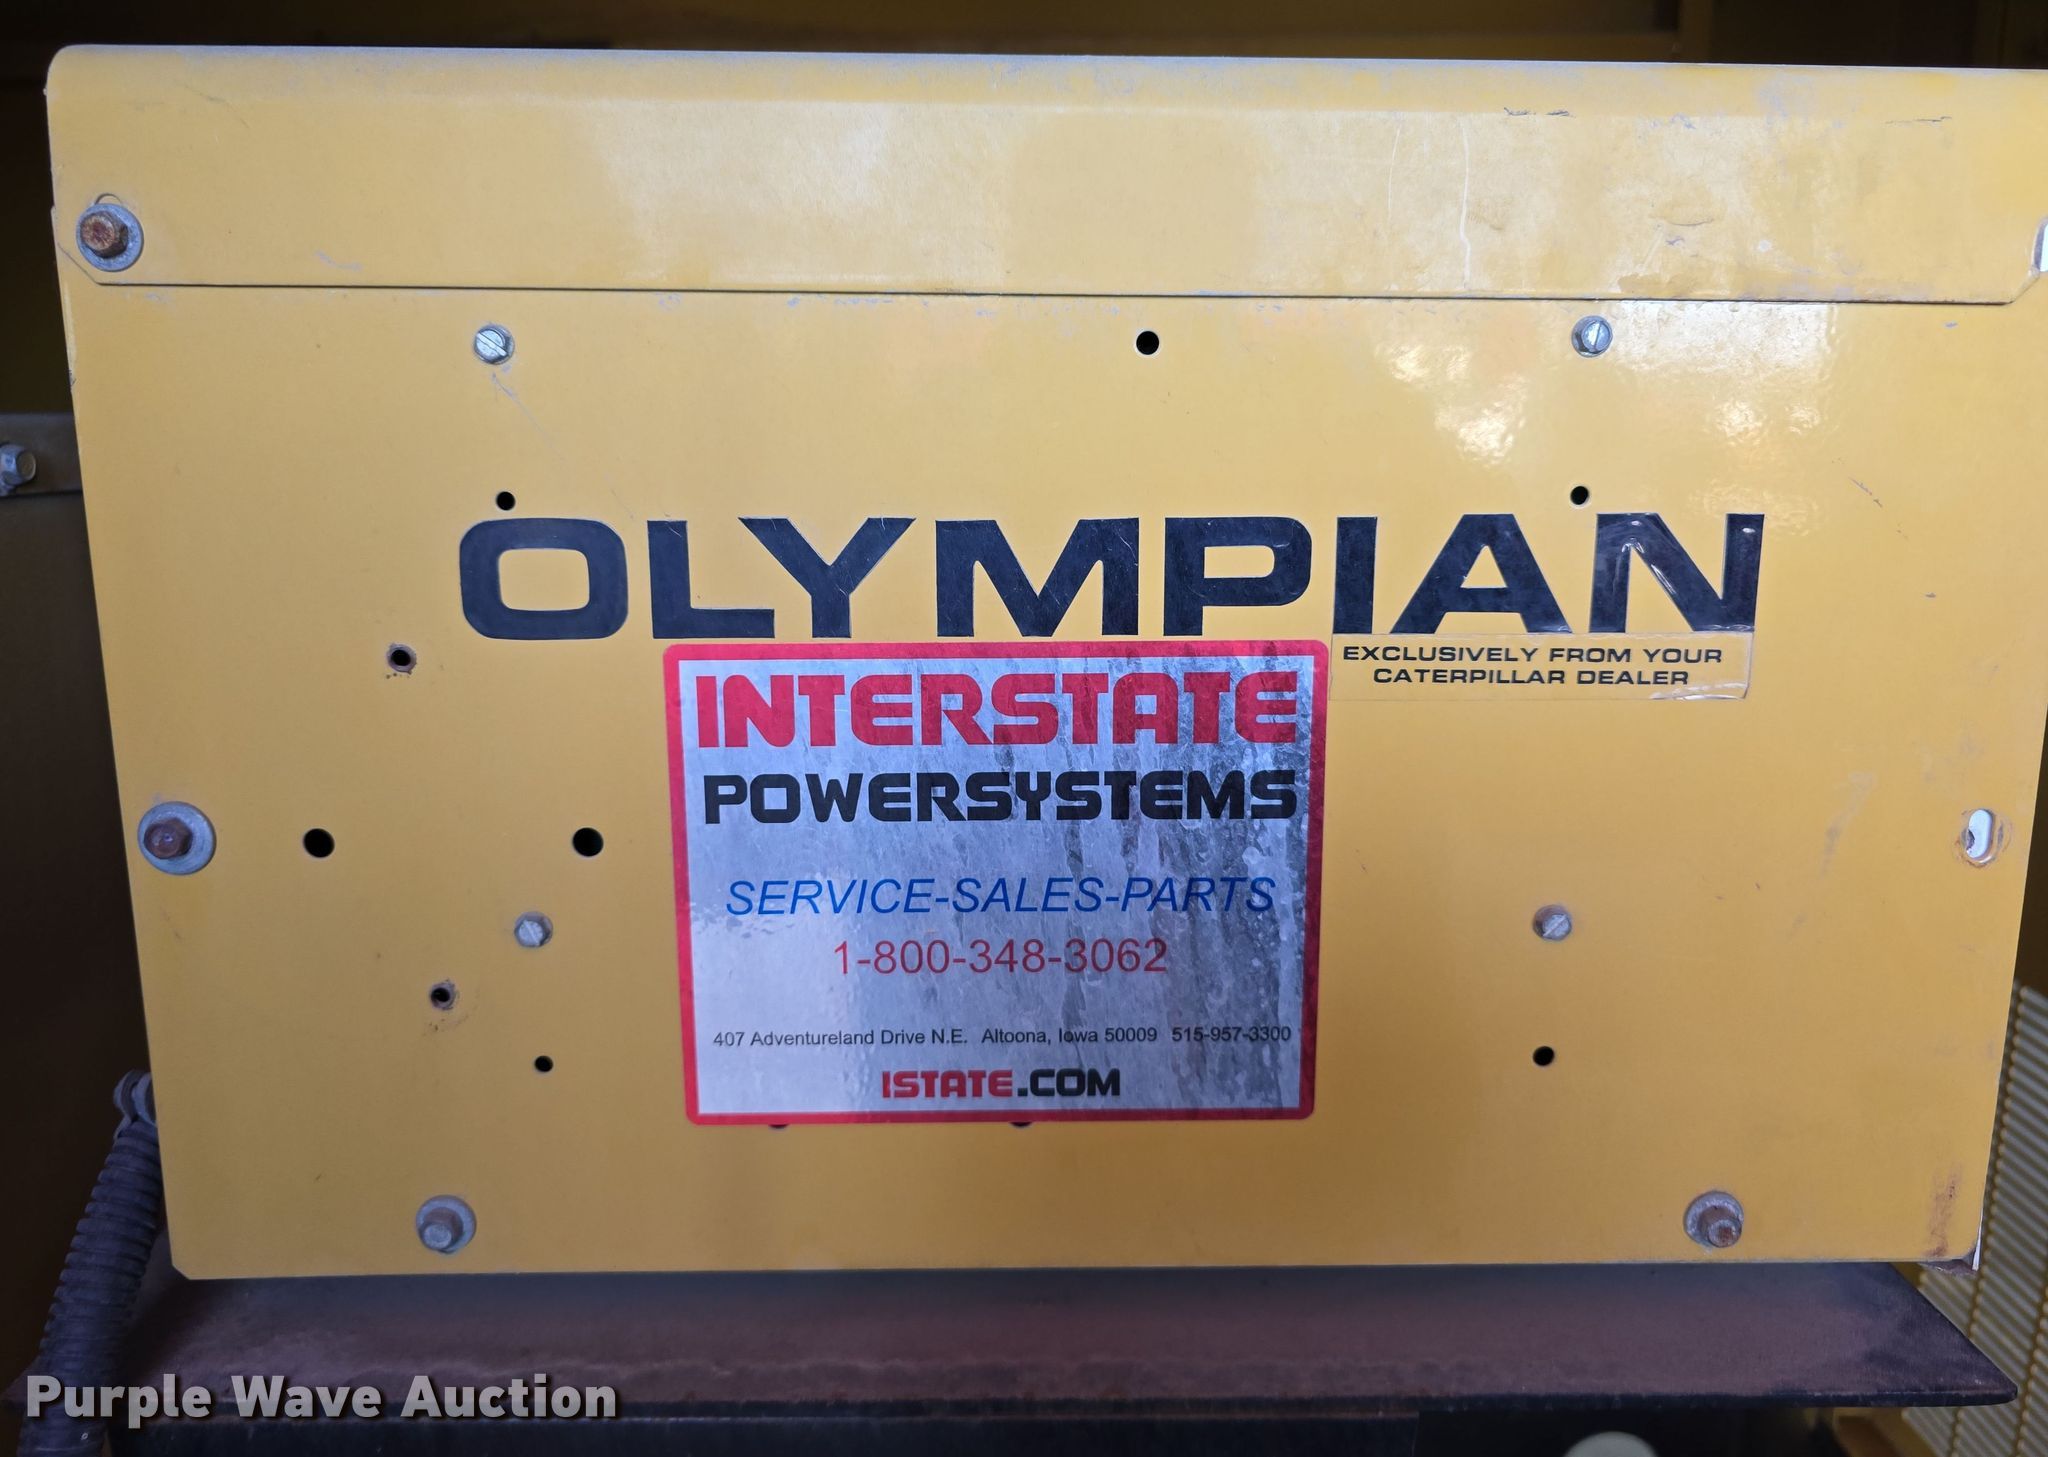 OLYMPIAN
EXCLUSIVELY FROM YOUR
CATERPILLAR DEALER
INTERSTATE
POWERSYSTEMS
SERVICE-SALES-PARTS
1-800-348-3062
407 Adventureland Drive N.E. Altoona, Iowa 50009 515-957-3300
ISTATE.COM
Purple Wave Auction